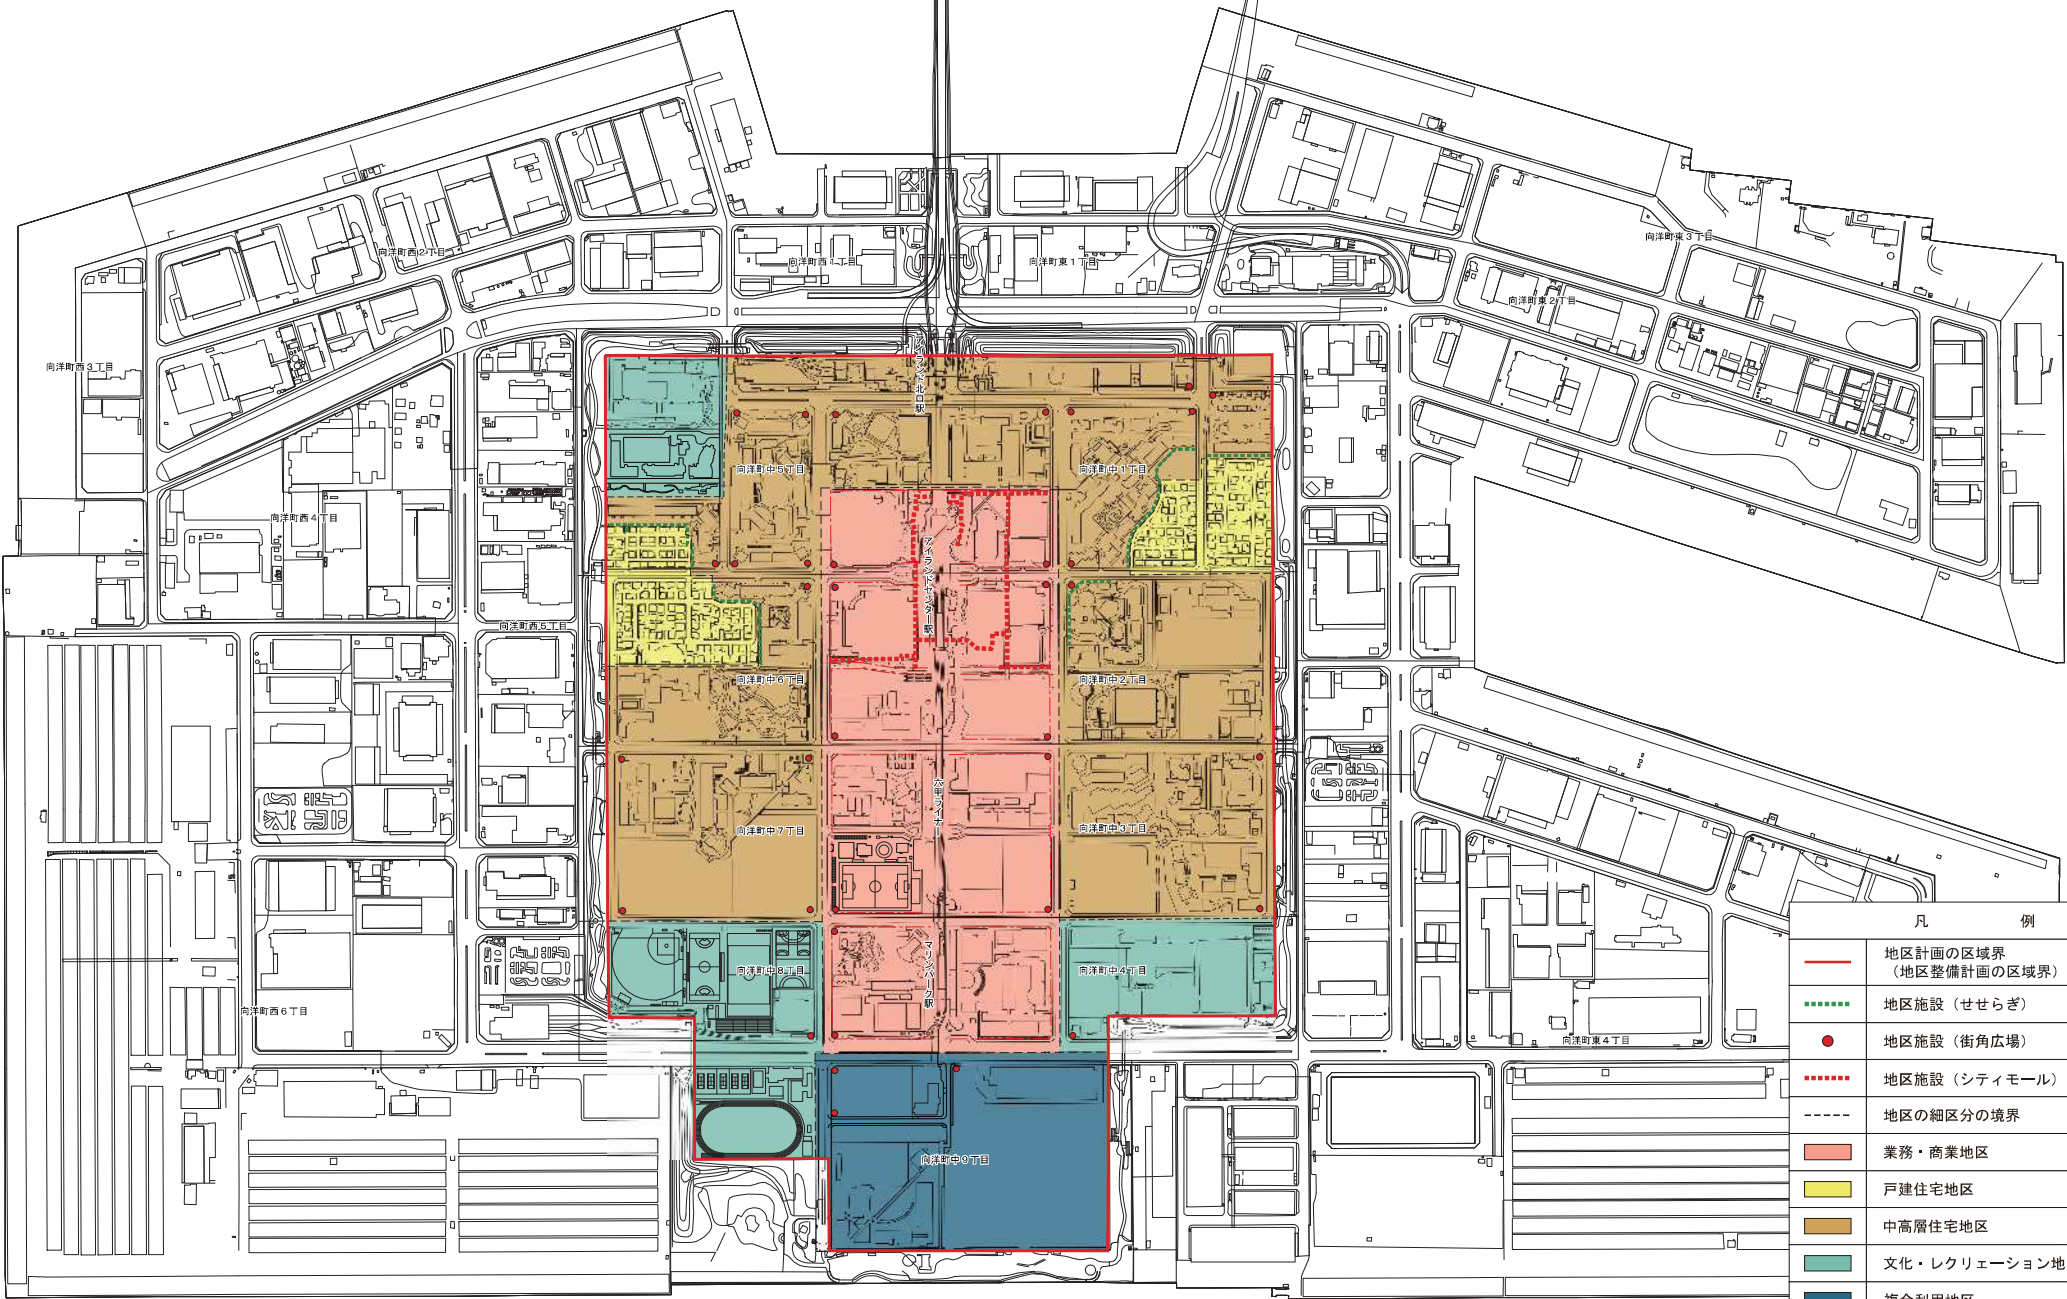 向洋町西2丁目
向洋町西1丁目
向洋町東1丁目
向洋町東3丁目
向洋町東2丁目
向洋町西3丁目
アイランド北口駅
向洋町中5丁目
向洋町中1丁目
向洋町西4丁目
アイランドセンター駅
向洋町西5丁目
向洋町中6丁目
向洋町中2丁目
六甲ライナー
向洋町中7丁目
向洋町中3丁目
マリンパーク駅
向洋町中8丁目
向洋町中4丁目
向洋町西6丁目
向洋町東4丁目
向洋町中9丁目
凡 例
地区計画の区域界
(地区整備計画の区域界)
地区施設(せせらぎ)
地区施設(街角広場)
地区施設(シティモール)
地区の細区分の境界
業務・商業地区
戸建住宅地区
中高層住宅地区
文化・レクリェーション地